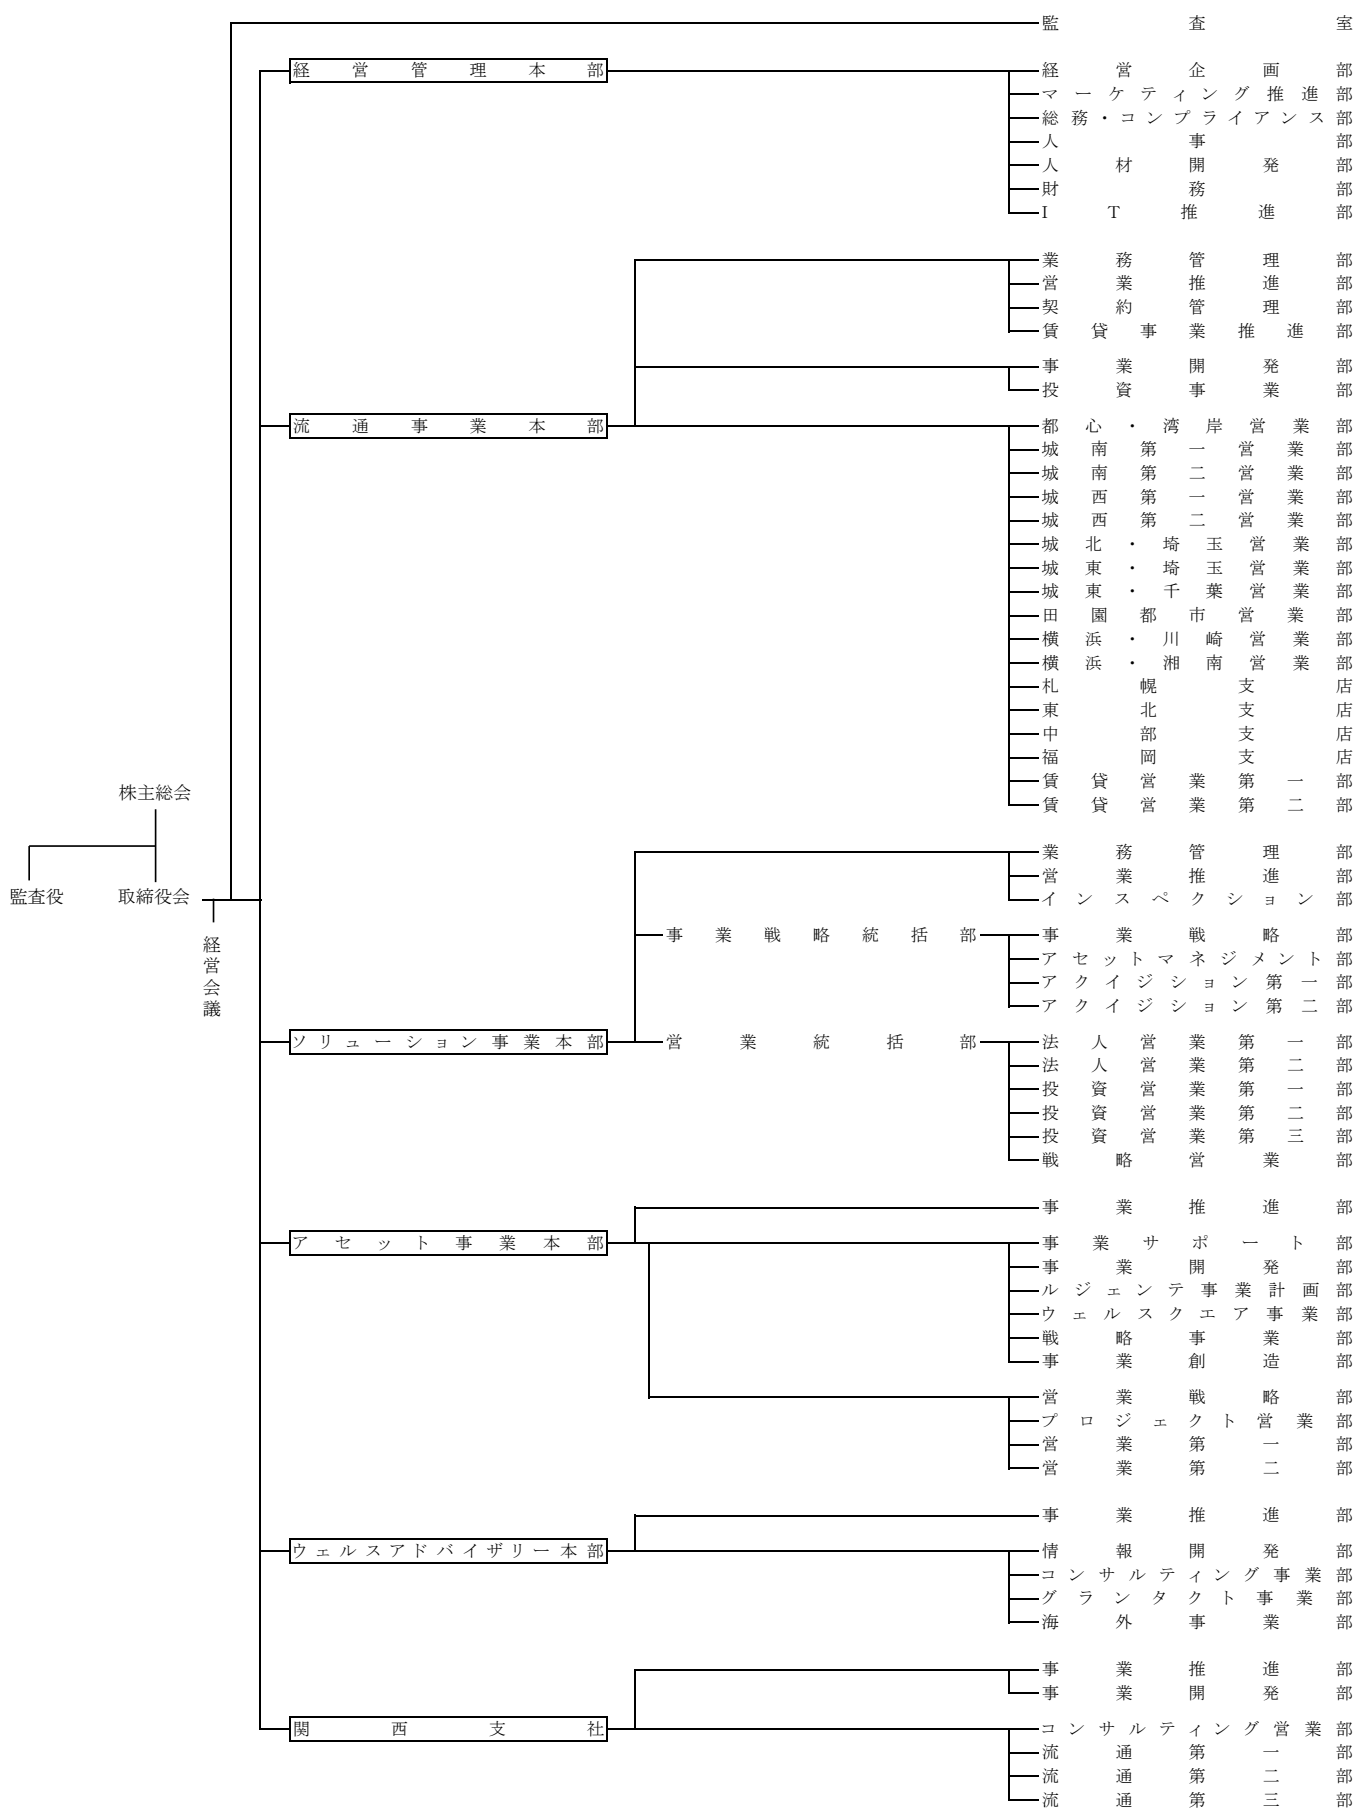 監査室
経営管理本部
経営企画部
マーケティング推進部
総務・コンプライアンス部
人事部
人材開発部
財務部
IT推進部
業務管理部
営業推進部
契約管理部
賃貸事業推進部
事業開発部
投資事業部
流通事業本部
都心・湾岸営業部
城南第一営業部
城南第二営業部
城西第一営業部
城西第二営業部
城北・埼玉営業部
城東・埼玉営業部
城東・千葉営業部
田園都市営業部
横浜・川崎営業部
横浜・湘南営業部
札幌支店
東北支店
中部支店
福岡支店
賃貸営業第一部
賃貸営業第二部
株主総会
監査役
取締役会
経営会議
業務管理部
営業推進部
インスペクション部
事業戦略統括部
事業戦略部
アセットマネジメント部
アクイジション第一部
アクイジション第二部
ソリューション事業本部
営業統括部
法人営業第一部
法人営業第二部
投資営業第一部
投資営業第二部
投資営業第三部
戦略営業部
事業推進部
アセット事業本部
事業サポート部
事業開発部
ルジェンテ事業計画部
ウェルスクエア事業部
戦略事業部
事業創造部
営業戦略部
プロジェクト営業部
営業第一部
営業第二部
事業推進部
ウェルスアドバイザリー本部
情報開発部
コンサルティング事業部
グランタクト事業部
海外事業部
事業推進部
事業開発部
関西支社
コンサルティング営業部
流通第一部
流通第二部
流通第三部